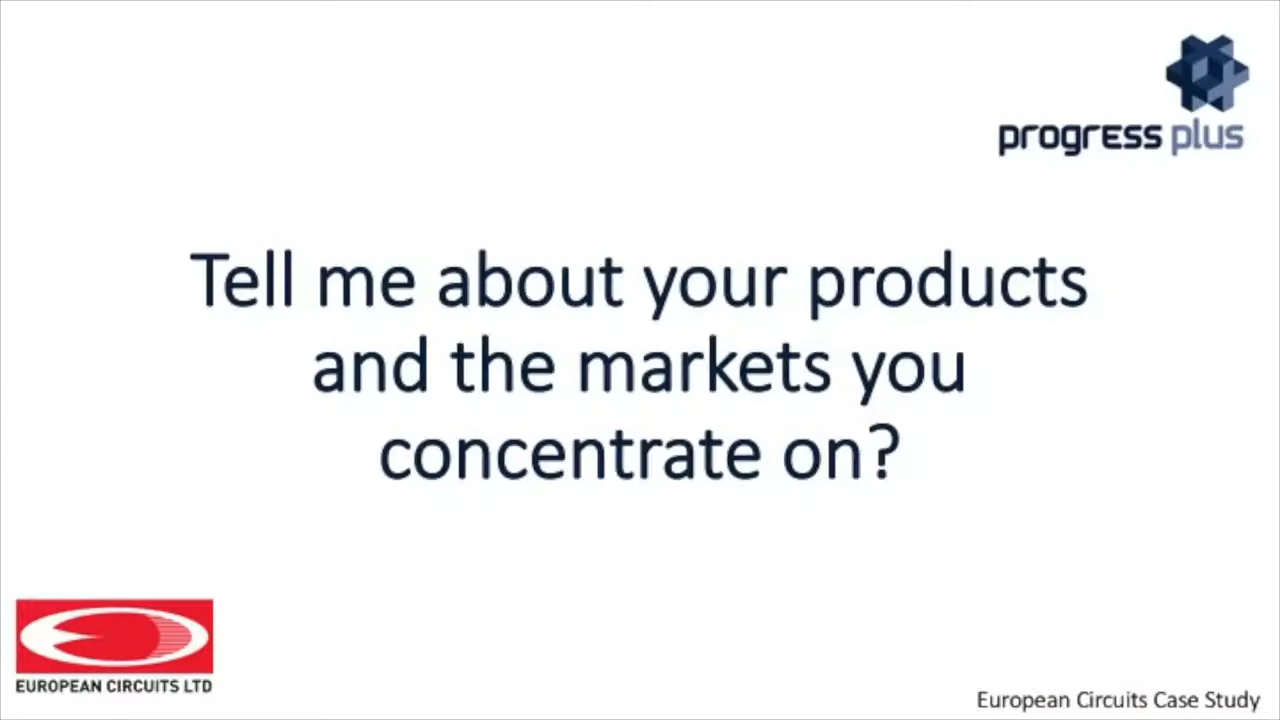 progress plus
Tell me about your products
and the markets you
concentrate on?
EUROPEAN CIRCUITS LTD
European Circuits Case Study